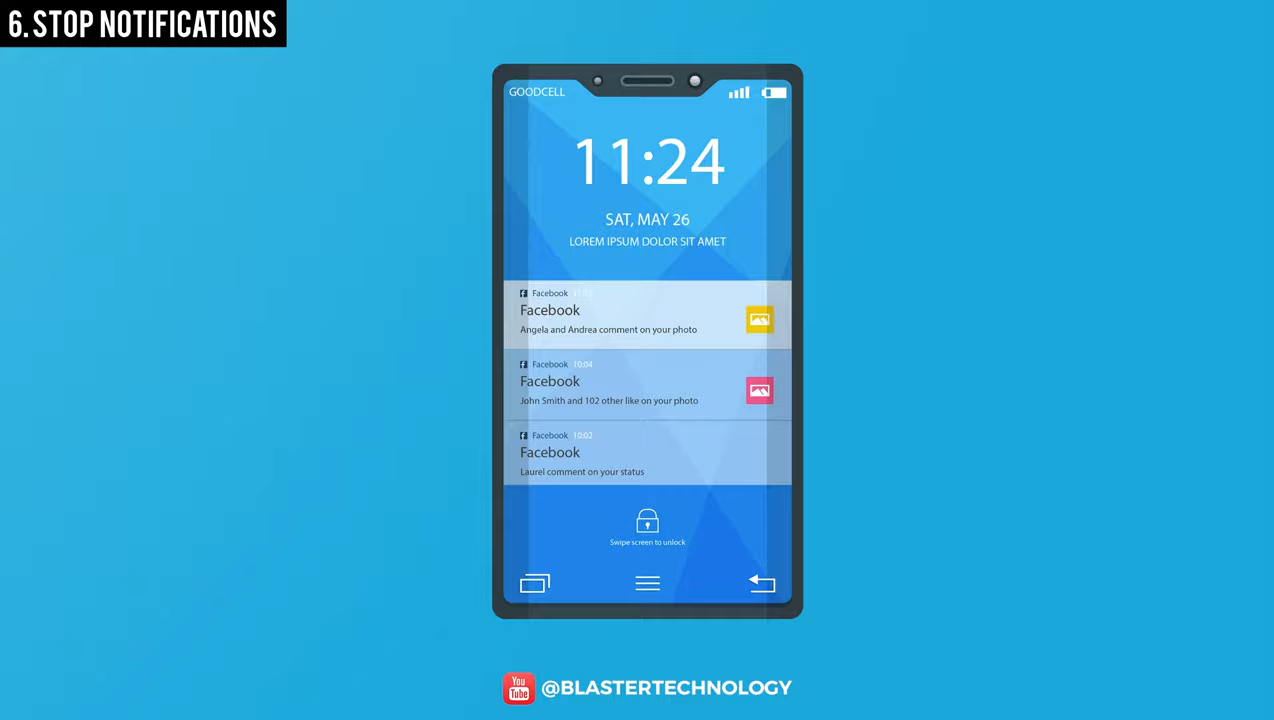 6. STOP NOTIFICATIONS
GOODCELL
11:24
SAT, MAY 26
LOREM IPSUM DOLOR SIT AMET
Facebook
Facebook
Angela and Andrea comment on your photo
Facebook 10:04
Facebook
John Smith and 102 other like on your photo
Facebook 10:02
Facebook
Laurel comment on your status
Swipe screen to unlock
You
Tube
@BLASTERTECHNOLOGY